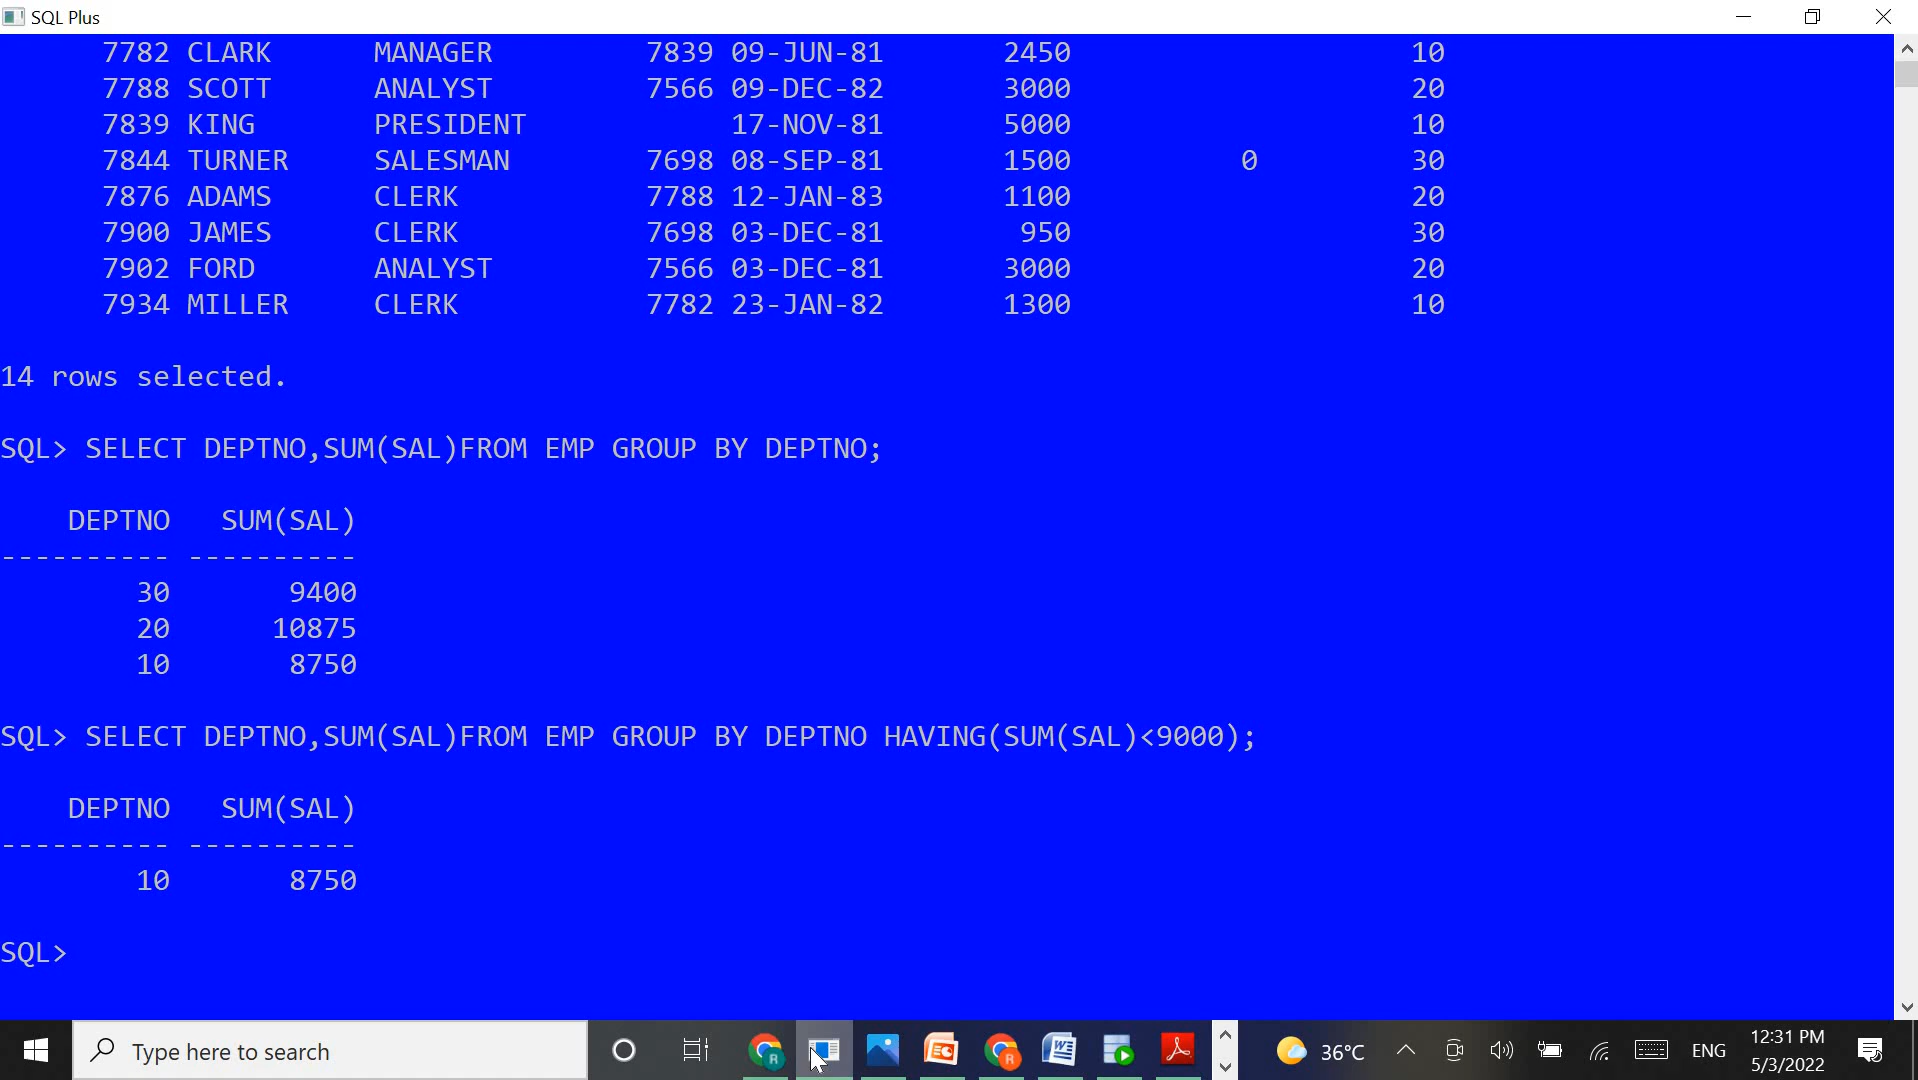 SQL Plus
7782 CLARK MANAGER 7839 09-JUN-81 2450 10
7788 SCOTT ANALYST 7566 09-DEC-82 3000 20
7839 KING PRESIDENT 17-NOV-81 5000 10
7844 TURNER SALESMAN 7698 08-SEP-81 1500 0 30
7876 ADAMS CLERK 7788 12-JAN-83 1100 20
7900 JAMES CLERK 7698 03-DEC-81 950 30
7902 FORD ANALYST 7566 03-DEC-81 3000 20
7934 MILLER CLERK 7782 23-JAN-82 1300 10
14 rows selected.
SQL> SELECT DEPTNO,SUM(SAL)FROM EMP GROUP BY DEPTNO;
DEPTNO SUM(SAL)
---------- ----------
30 9400
20 10875
10 8750
SQL> SELECT DEPTNO,SUM(SAL)FROM EMP GROUP BY DEPTNO HAVING(SUM(SAL)<9000);
DEPTNO SUM(SAL)
---------- ----------
10 8750
SQL>
Type here to search
36°C
ENG
12:31 PM
5/3/2022